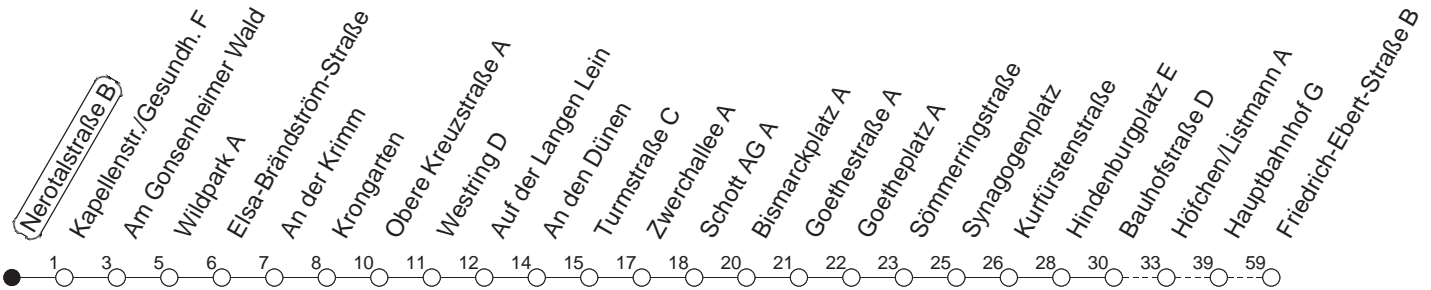 Nerotalstraße B
Kapellenstr./Gesundh. F
Am Gonsenheimer Wald
Wildpark A
Elsa-Brändström-Straße
An der Krimm
Krongarten
Obere Kreuzstraße A
Westring D
Auf der Langen Lein
An den Dünen
Turmstraße C
Zwerchallee A
Schott AG A
Bismarckplatz A
Goethestraße A
Goetheplatz A
Sömmerringstraße
Synagogenplatz
Kurfürstenstraße
Hindenburgplatz E
Bauhofstraße D
Höfchen/Listmann A
Hauptbahnhof G
Friedrich-Ebert-Straße B
1 3 5 6 7 8 10 11 12 14 15 17 18 20 21 22 23 25 26 28 30 33 39 59